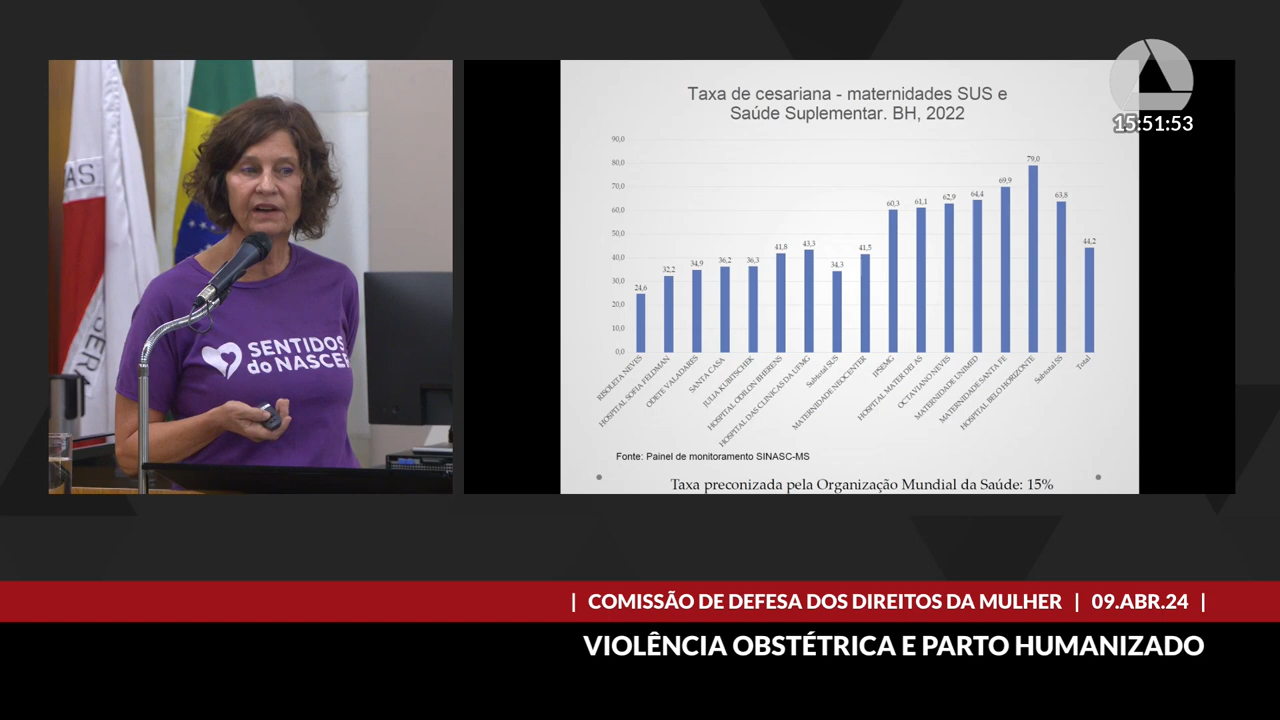 AS
SERA
SENTIDOS
do NASCER
Taxa de cesariana - maternidades SUS e
Saúde Suplementar. BH, 2022
15:51:53
90,0
80,0
70,0
60,0
50,0
40,0
30,0
20,0
10,0
0,0
24,6
32,2
34,9
36,2
36,3
41,8
43,3
34,3
41,5
60,3
61,1
62,9
64,4
69,9
79,0
63,8
44,2
RISOLETA NEVES
HOSPITAL SOFIA FELDMAN
ODETE VALADARES
SANTA CASA
JULIA KUBITSCHEK
HOSPITAL ODILON BHERENS
HOSPITAL DAS CLINICAS DA UFMG
Subtotal SUS
MATERNIDADE NEOCENTER
IPSEMG
HOSPITAL MATER DEI AS
OCTAVIANO NEVES
MATERNIDADE UNIMED
MATERNIDADE SANTA FE
HOSPITAL BELO HORIZONTE
Subtotal SS
Total
Fonte: Painel de monitoramento SINASC-MS
Taxa preconizada pela Organização Mundial da Saúde: 15%
| COMISSÃO DE DEFESA DOS DIREITOS DA MULHER | 09.ABR.24 |
VIOLÊNCIA OBSTÉTRICA E PARTO HUMANIZADO